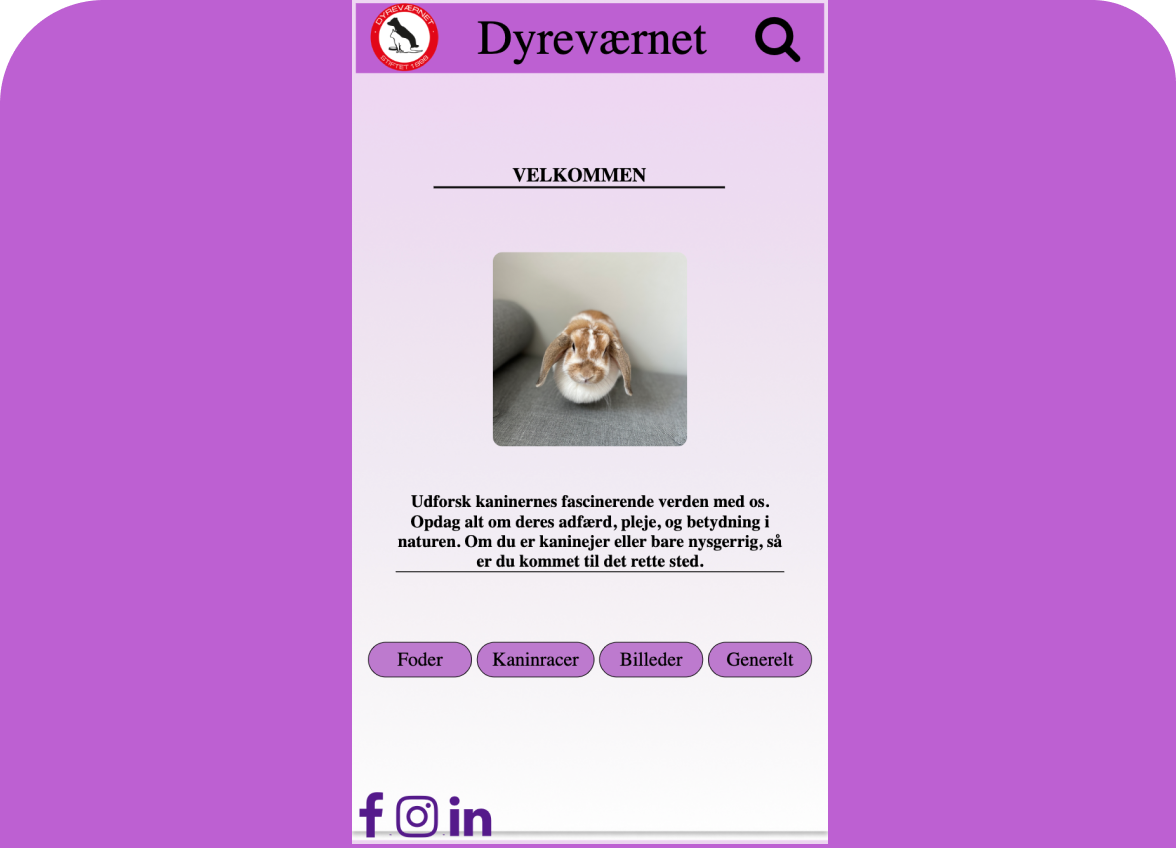 DYREVÆRNET
STIFTET 1999
Dyreværnet
VELKOMMEN
Udforsk kaninernes fascinerende verden med os.
Opdag alt om deres adfærd, pleje, og betydning i
naturen. Om du er kaninejer eller bare nysgerrig, så
er du kommet til det rette sted.
Foder
Kaninracer
Billeder
Generelt